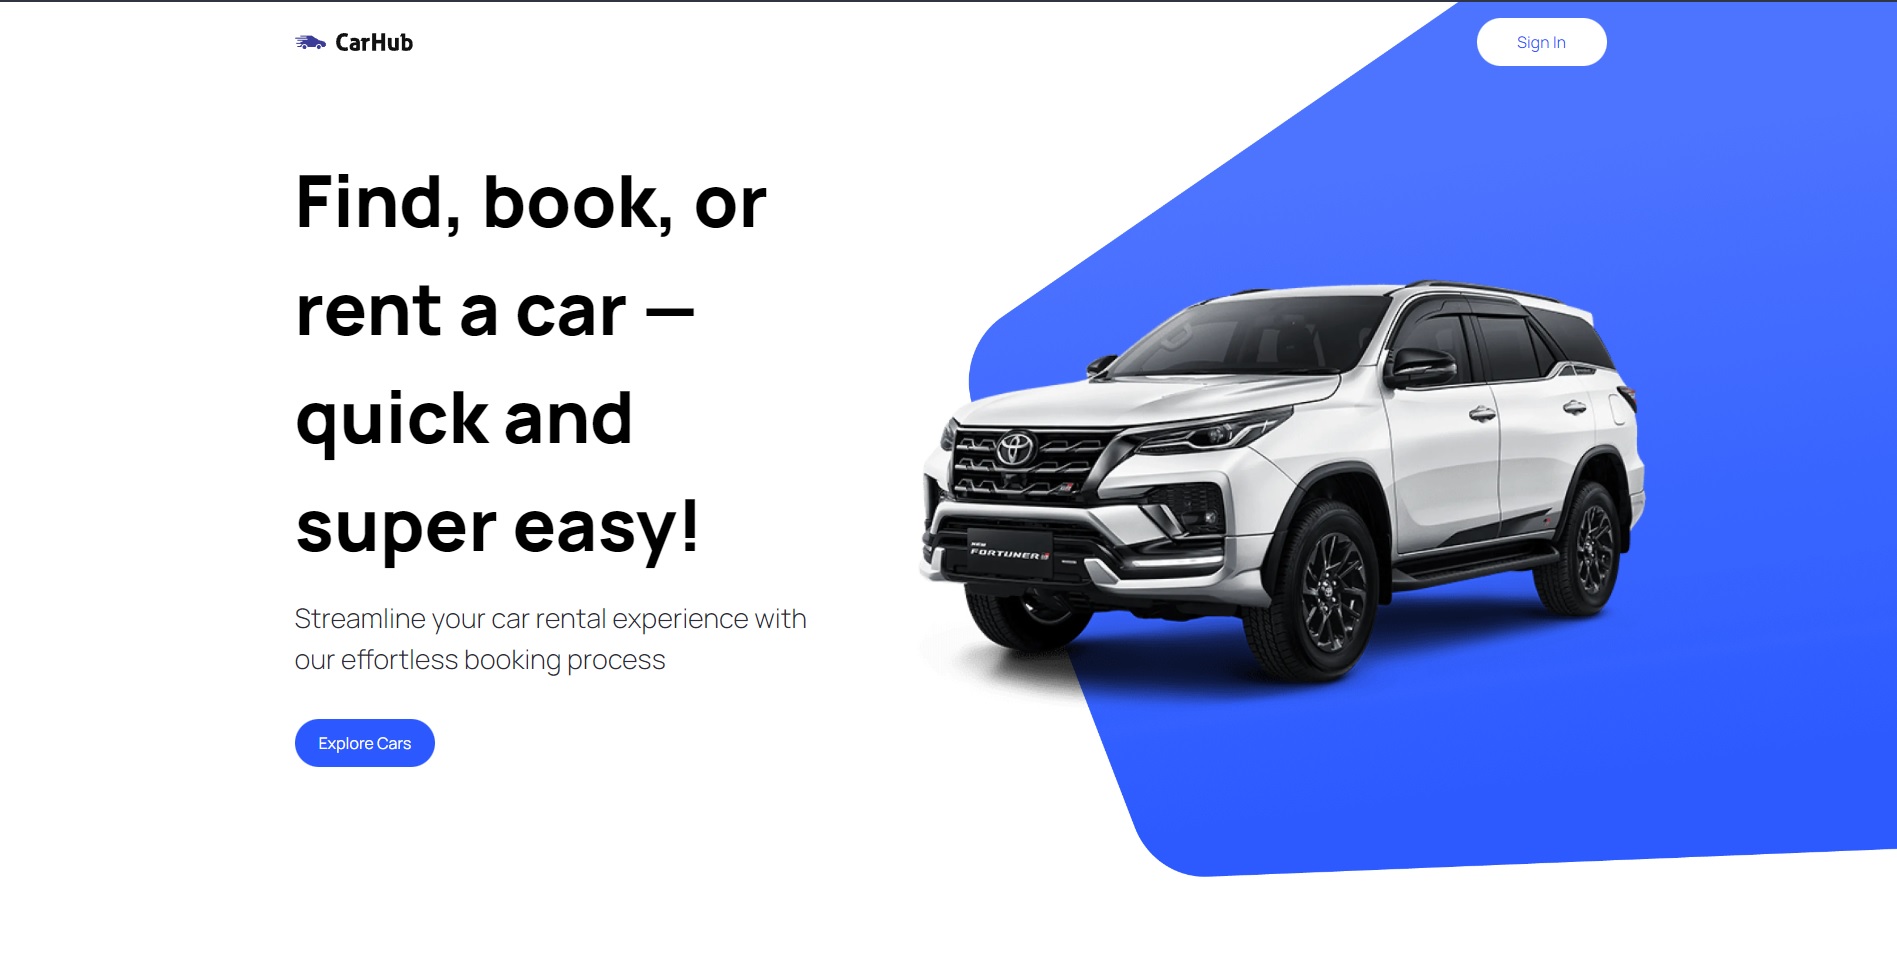 CarHub
Sign In
Find, book, or
rent a car —
quick and
super easy!
Streamline your car rental experience with
our effortless booking process
Explore Cars
NEW
FORTUNER